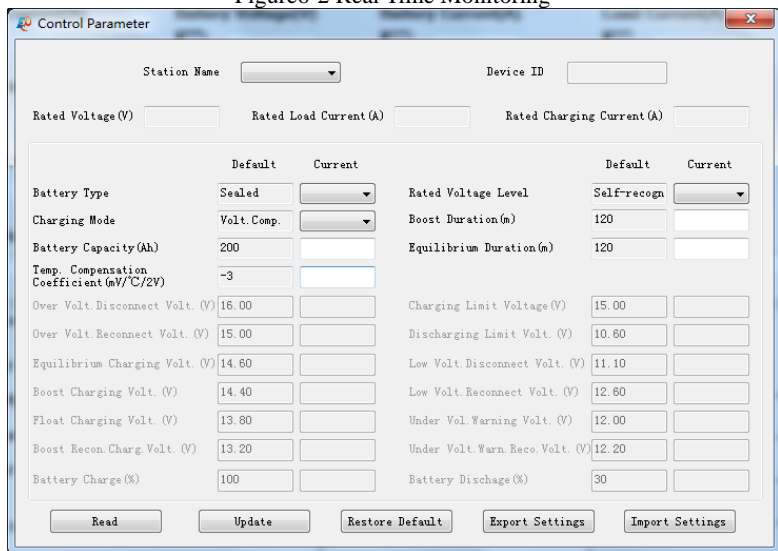 Figure6-2 Real Time Monitoring
Control Parameter
Station Name Device ID
Rated Voltage(V) Rated Load Current(A) Rated Charging Current(A)
Default Current Default Current
Battery Type Sealed Rated Voltage Level Self-recogn
Charging Mode Volt.Comp. Boost Duration(m) 120
Battery Capacity(Ah) 200 Equilibrium Duration(m) 120
Temp. Compensation
Coefficient(mV/℃/2V) -3
Over Volt.Disconnect Volt. (V) 16.00 Charging Limit Voltage(V) 15.00
Over Volt.Reconnect Volt. (V) 15.00 Discharging Limit Volt. (V) 10.60
Equilibrium Charging Volt. (V) 14.60 Low Volt.Disconnect Volt. (V) 11.10
Boost Charging Volt. (V) 14.40 Low Volt.Reconnect Volt. (V) 12.60
Float Charging Volt. (V) 13.80 Under Vol.Warning Volt. (V) 12.00
Boost Recon.Charg.Volt. (V) 13.20 Under Volt.Warn.Reco.Volt. (V) 12.20
Battery Charge(%) 100 Battery Dischage(%) 30
Read Update Restore Default Export Settings Import Settings